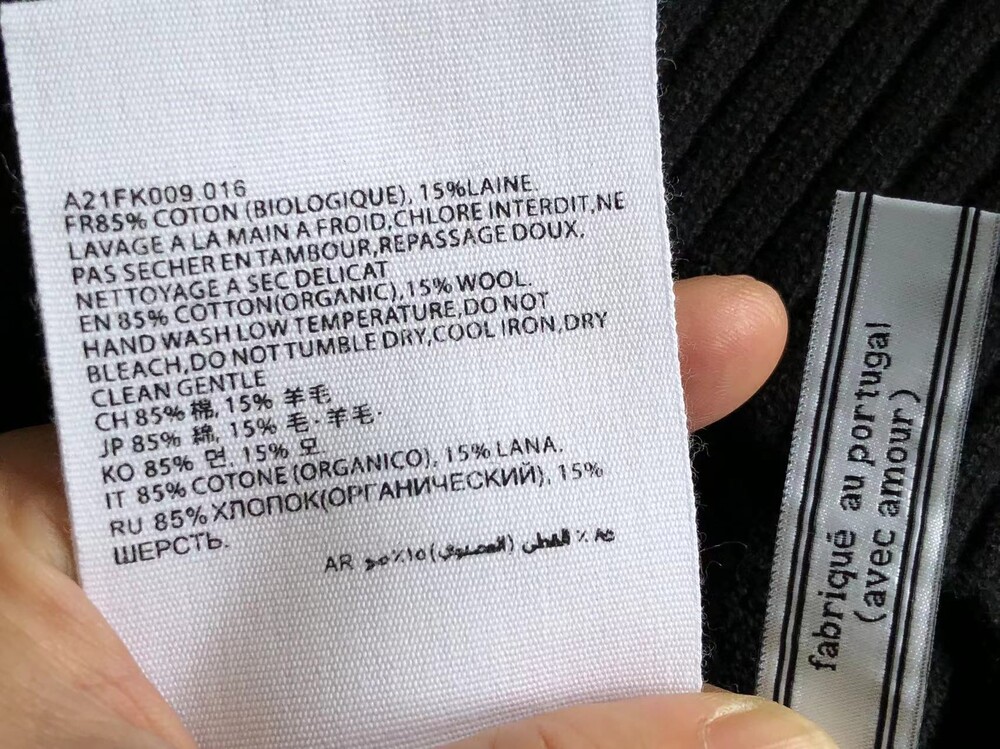 A21FK009.016
FR85% COTON (BIOLOGIQUE), 15%LAINE.
LAVAGE A LA MAIN A FROID,CHLORE INTERDIT,NE
PAS SECHER EN TAMBOUR,REPASSAGE DOUX.
NETTOYAGE A SEC DELICAT
EN 85% COTTON(ORGANIC),15% WOOL.
HAND WASH LOW TEMPERATURE,DO NOT
BLEACH,DO NOT TUMBLE DRY,COOL IRON,DRY
CLEAN GENTLE
CH 85% 棉, 15% 羊毛
JP 85% 綿, 15% 毛·羊毛·
KO 85% 면, 15% 모.
IT 85% COTONE (ORGANICO), 15% LANA.
RU 85% ХЛОПОК(ОРГАНИЧЕСКИЙ), 15%
ШЕРСТЬ.
AR ٪١٥ القطن ٪ ٨٥
fabriqué au portugal
(avec amour)